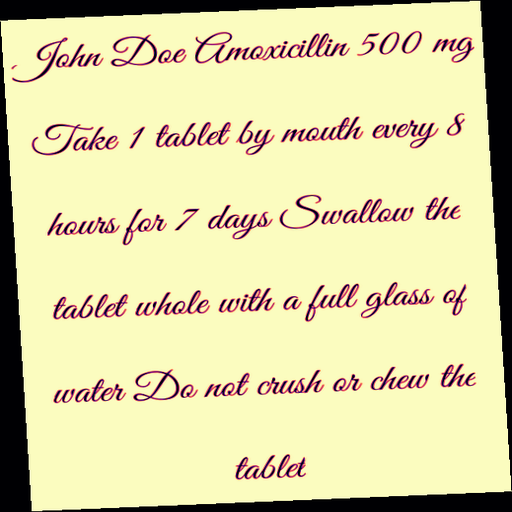 John Doe Amoxicillin 500 mg
Take 1 tablet by mouth every 8
hours for 7 days Swallow the
tablet whole with a full glass of
water Do not crush or chew the
tablet